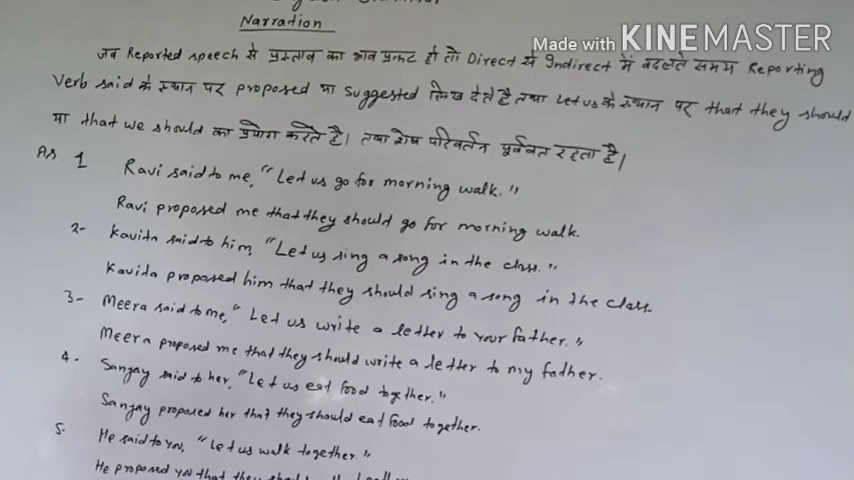 Narration
Made with KINEMASTER
जब Reported speech से प्रस्ताव का भाव प्रकट हो तो Direct से Indirect में बदलते समय Reporting
Verb said के स्थान पर proposed या suggested लिख देते है तथा Let us के स्थान पर that they should
या that we should का प्रयोग करते है। तथा शेष परिवर्तन पूर्ववत रहता है।
As. 1 Ravi said to me, "Let us go for morning walk."
Ravi proposed me that they should go for morning walk.
2- Kavita said to him, "Let us sing a song in the class."
Kavita proposed him that they should sing a song in the class.
3- Meera said to me, "Let us write a letter to your father."
Meera proposed me that they should write a letter to my father.
4. Sanjay said to her, "Let us eat food together."
Sanjay proposed her that they should eat food together.
5. He said to you, "Let us walk together."
He proposed you that they